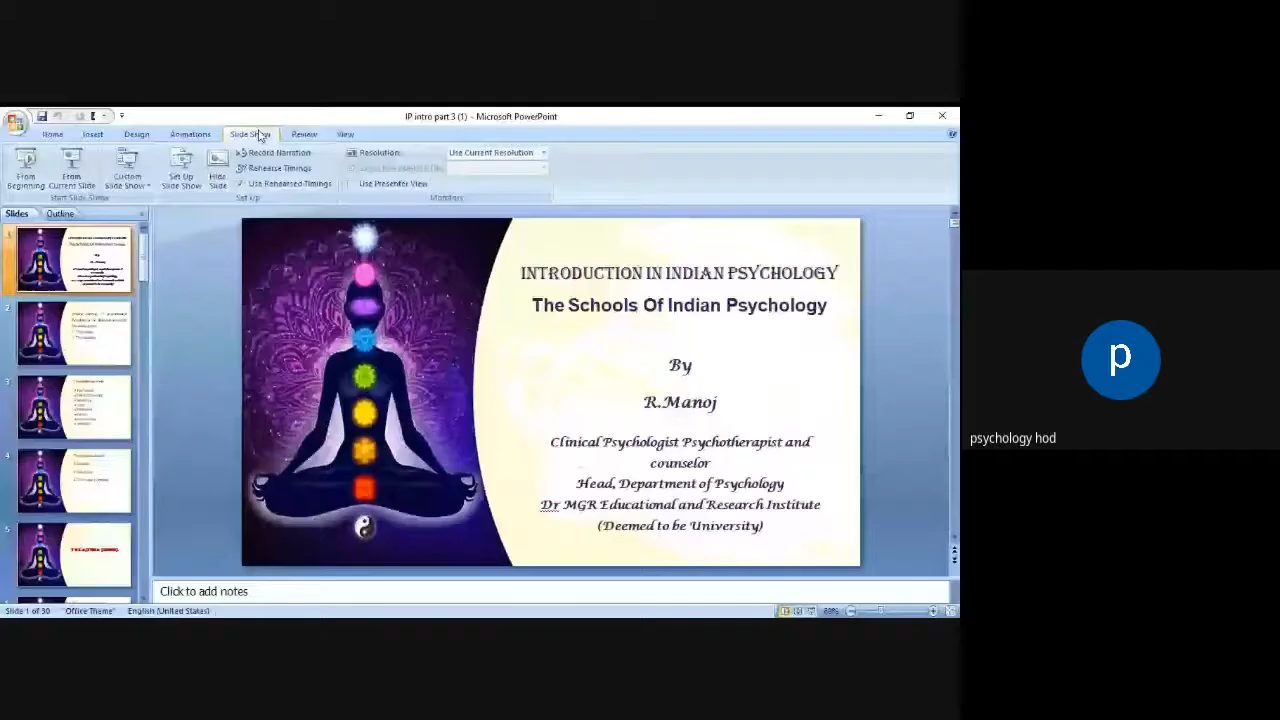 IP intro part 3 (1) - Microsoft PowerPoint
Home Insert Design Animations Slide Show Review View
From Beginning
From Current Slide
Custom Slide Show
Set Up Slide Show
Hide Slide
Record Narration
Rehearse Timings
Use Rehearsed Timings
Resolution:
Use Current Resolution
Use Presenter View
Start Slide Show
Set Up
Monitors
Slides Outline
1
2
3
4
5
INTRODUCTION IN INDIAN PSYCHOLOGY
The Schools Of Indian Psychology
By
R.Manoj
Clinical Psychologist Psychotherapist and
counselor
Head, Department of Psychology
Dr MGR Educational and Research Institute
(Deemed to be University)
Click to add notes
Slide 1 of 30 "Office Theme" English (United States)
p
psychology hod